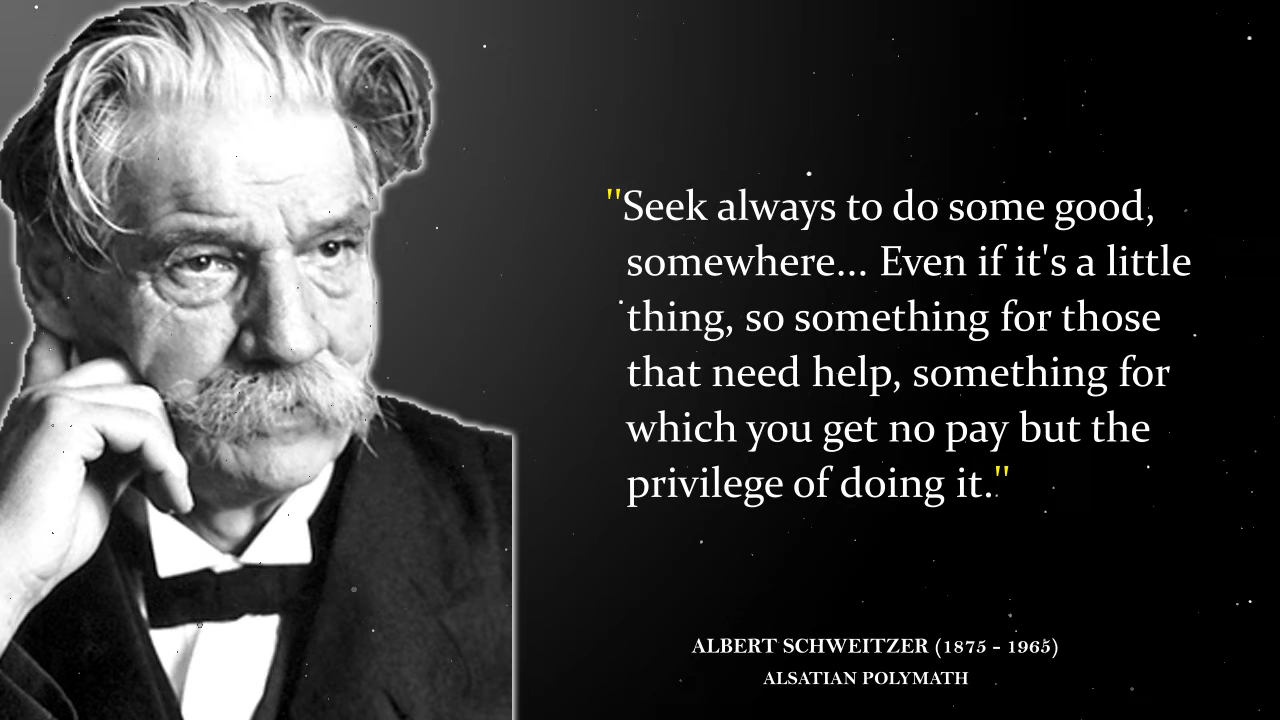 "Seek always to do some good,
somewhere... Even if it's a little
thing, so something for those
that need help, something for
which you get no pay but the
privilege of doing it."
ALBERT SCHWEITZER (1875 - 1965)
ALSATIAN POLYMATH